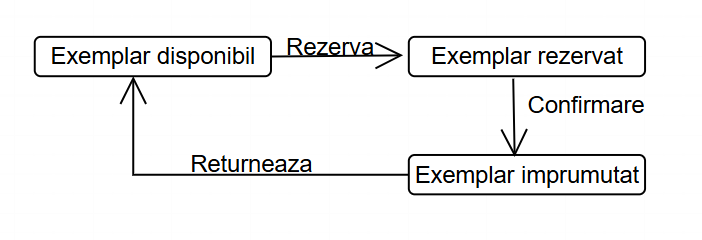 Exemplar disponibil
Rezerva
Exemplar rezervat
Confirmare
Returneaza
Exemplar imprumutat